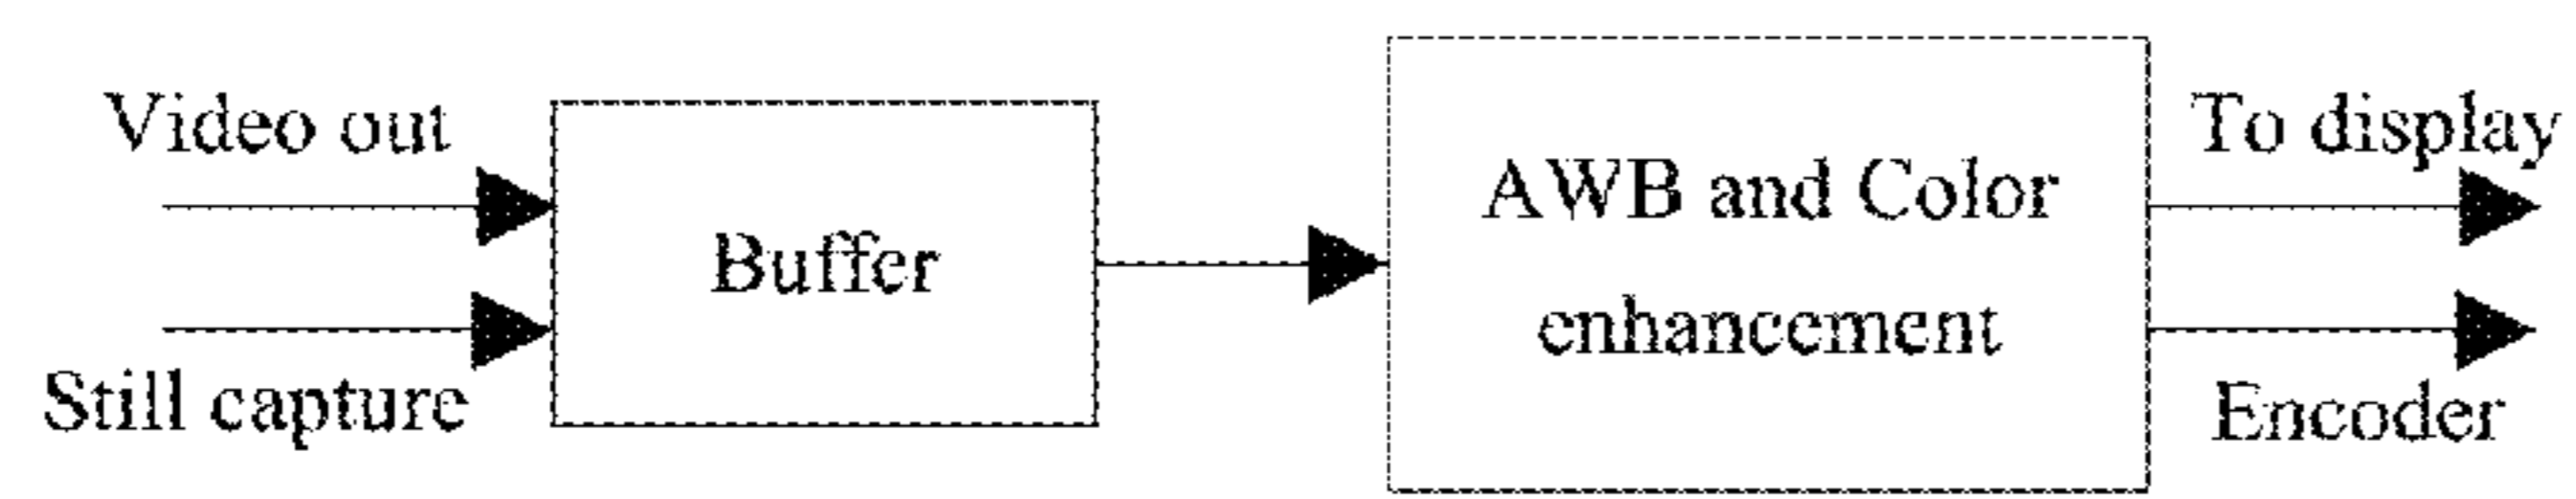 Video out
Still capture
Buffer
AWB and Color
enhancement
To display
Encoder